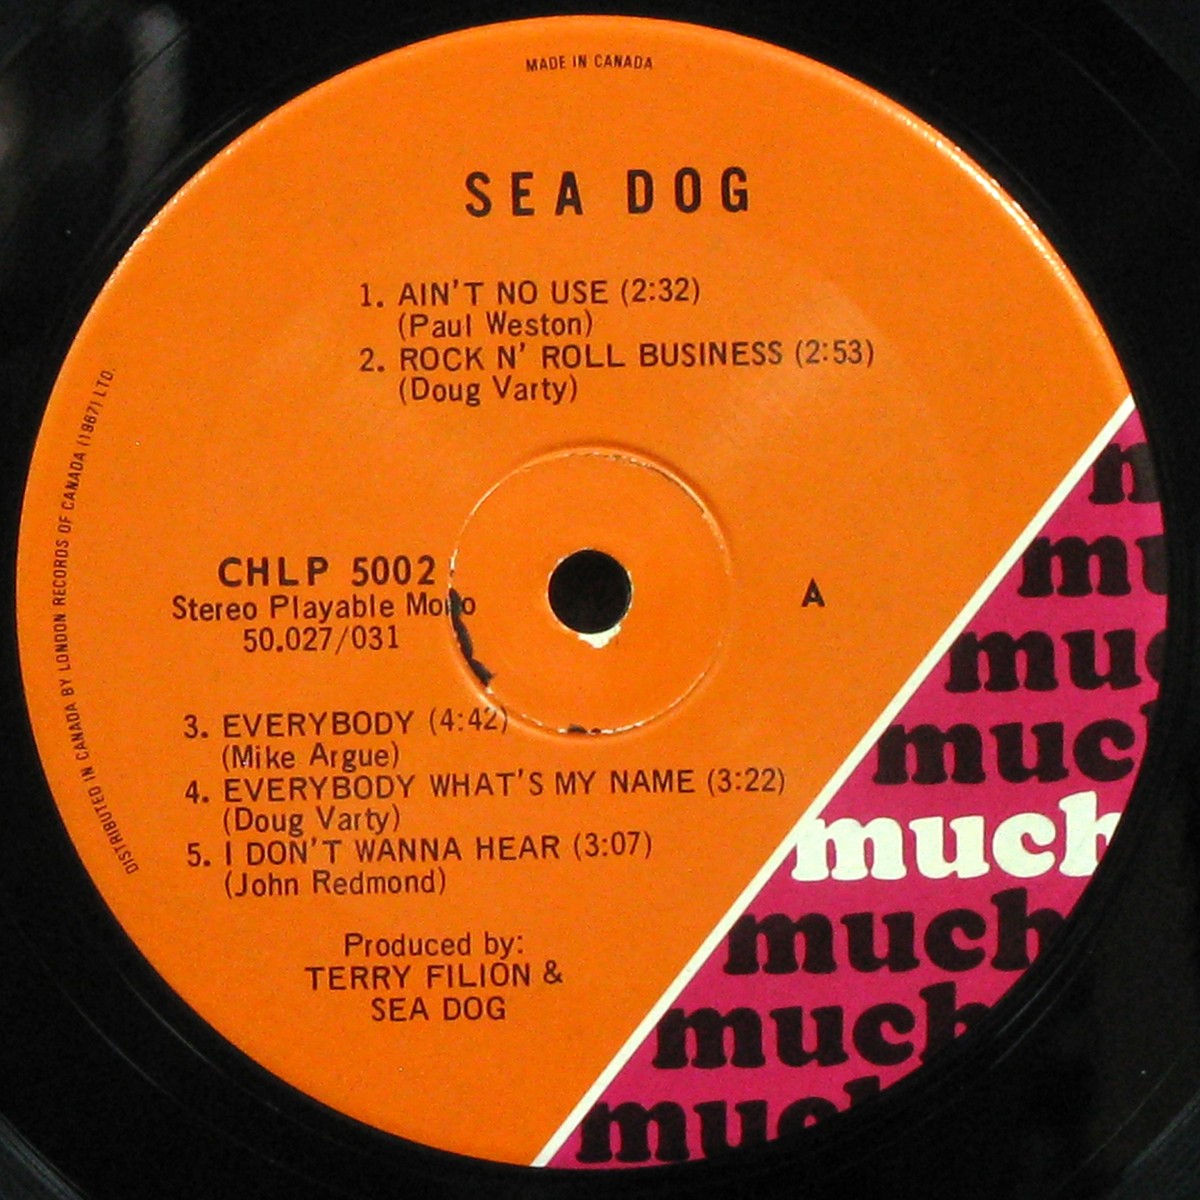 MADE IN CANADA
SEA DOG
1. AIN'T NO USE (2:32)
(Paul Weston)
2. ROCK N' ROLL BUSINESS (2:53)
(Doug Varty)
CHLP 5002
Stereo Playable Mono
50.027/031
A
3. EVERYBODY (4:42)
(Mike Argue)
4. EVERYBODY WHAT'S MY NAME (3:22)
(Doug Varty)
5. I DON'T WANNA HEAR (3:07)
(John Redmond)
Produced by:
TERRY FILION &
SEA DOG
DISTRIBUTED IN CANADA BY LONDON RECORDS OF CANADA (1967) LTD.
m
mu
muc
much
much
much
much
much